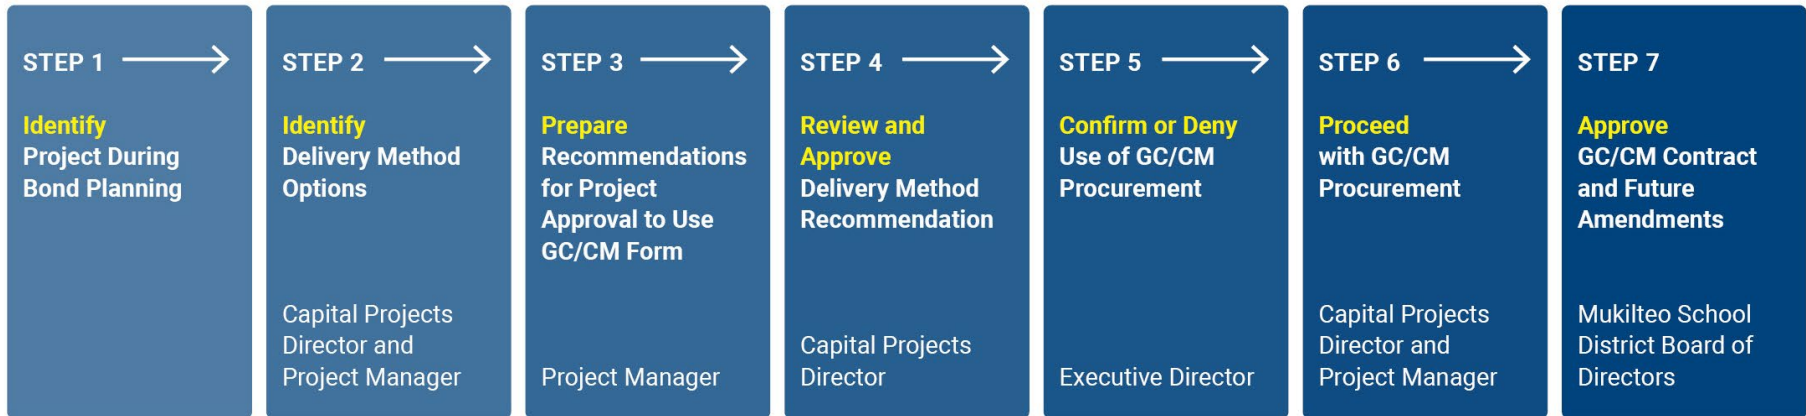 STEP 1
Identify
Project During
Bond Planning
STEP 2
Identify
Delivery Method
Options
Capital Projects
Director and
Project Manager
STEP 3
Prepare
Recommendations
for Project
Approval to Use
GC/CM Form
Project Manager
STEP 4
Review and
Approve
Delivery Method
Recommendation
Capital Projects
Director
STEP 5
Confirm or Deny
Use of GC/CM
Procurement
Executive Director
STEP 6
Proceed
with GC/CM
Procurement
Capital Projects
Director and
Project Manager
STEP 7
Approve
GC/CM Contract
and Future
Amendments
Mukilteo School
District Board of
Directors